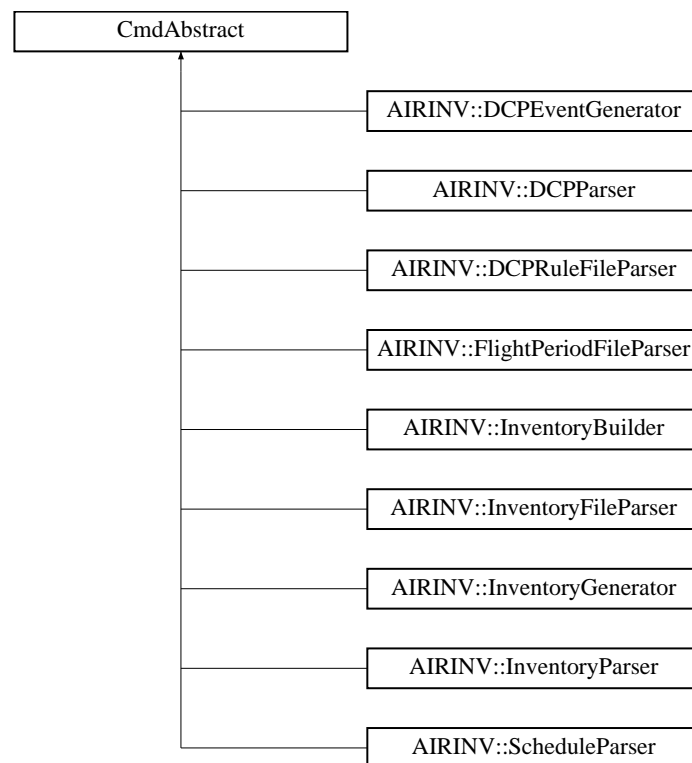 CmdAbstract
AIRINV::DCPEventGenerator
AIRINV::DCPParser
AIRINV::DCPRuleFileParser
AIRINV::FlightPeriodFileParser
AIRINV::InventoryBuilder
AIRINV::InventoryFileParser
AIRINV::InventoryGenerator
AIRINV::InventoryParser
AIRINV::ScheduleParser